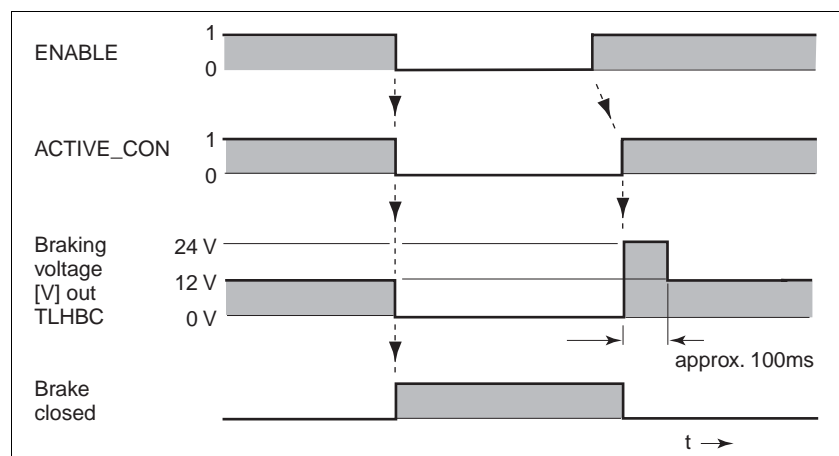 ENABLE
1
0
ACTIVE_CON
1
0
Braking
voltage
[V] out
TLHBC
24 V
12 V
0 V
approx. 100ms
Brake
closed
t